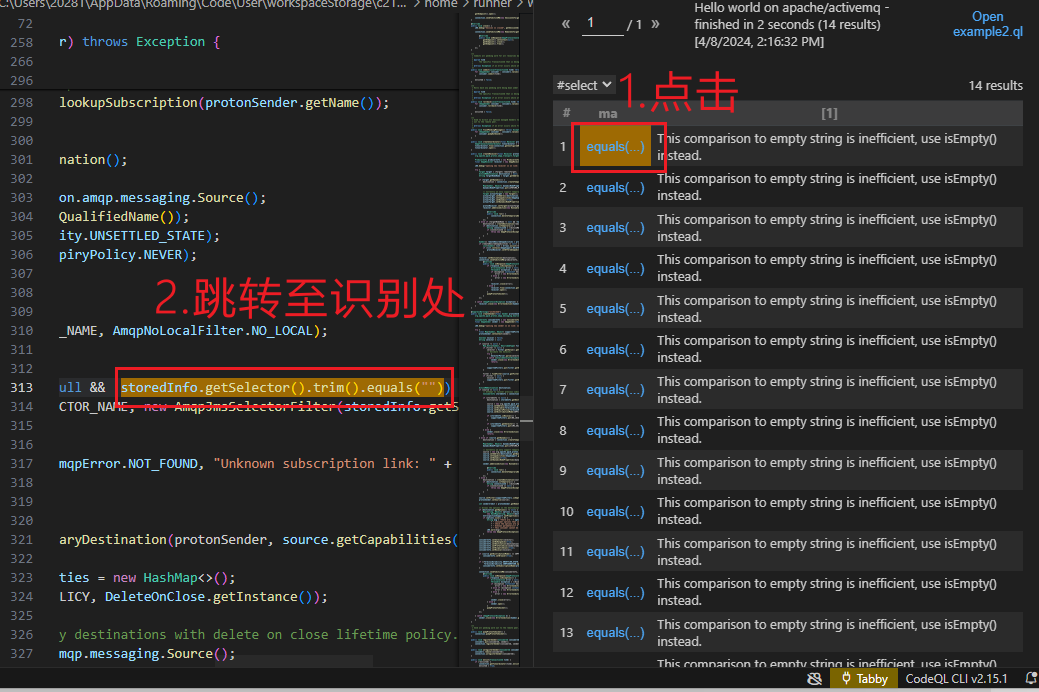 C:\Users\20281\AppData\Roaming\Code\User\workspaceStorage\c21... > home > runner >
72
258 r) throws Exception {
266
296
298 lookupSubscription(protonSender.getName());
299
300
301 nation();
302
303 on.amqp.messaging.Source();
304 QualifiedName());
305 ity.UNSETTLED_STATE);
306 piryPolicy.NEVER);
307
308
309
310 _NAME, AmqpNoLocalFilter.NO_LOCAL);
311
312
313 ull && storedInfo.getSelector().trim().equals(""))
314 CTOR_NAME, new AmqpJmsSelectorFilter(storedInfo.getS
315
316
317 mqpError.NOT_FOUND, "Unknown subscription link: " +
318
319
320
321 aryDestination(protonSender, source.getCapabilities(
322
323 ties = new HashMap<>();
324 LICY, DeleteOnClose.getInstance());
325
326 y destinations with delete on close lifetime policy.
327 mqp.messaging.Source();
2.跳转至识别处
« 1 / 1 »
Hello world on apache/activemq -
finished in 2 seconds (14 results)
[4/8/2024, 2:16:32 PM]
Open
example2.ql
#select
1.点击
14 results
# ma [1]
1 equals(...) This comparison to empty string is inefficient, use isEmpty()
instead.
2 equals(...) This comparison to empty string is inefficient, use isEmpty()
instead.
3 equals(...) This comparison to empty string is inefficient, use isEmpty()
instead.
4 equals(...) This comparison to empty string is inefficient, use isEmpty()
instead.
5 equals(...) This comparison to empty string is inefficient, use isEmpty()
instead.
6 equals(...) This comparison to empty string is inefficient, use isEmpty()
instead.
7 equals(...) This comparison to empty string is inefficient, use isEmpty()
instead.
8 equals(...) This comparison to empty string is inefficient, use isEmpty()
instead.
9 equals(...) This comparison to empty string is inefficient, use isEmpty()
instead.
10 equals(...) This comparison to empty string is inefficient, use isEmpty()
instead.
11 equals(...) This comparison to empty string is inefficient, use isEmpty()
instead.
12 equals(...) This comparison to empty string is inefficient, use isEmpty()
instead.
13 equals(...) This comparison to empty string is inefficient, use isEmpty()
instead.
This comparison to empty string is inefficient, use isEmpty()
Tabby CodeQL CLI v2.15.1